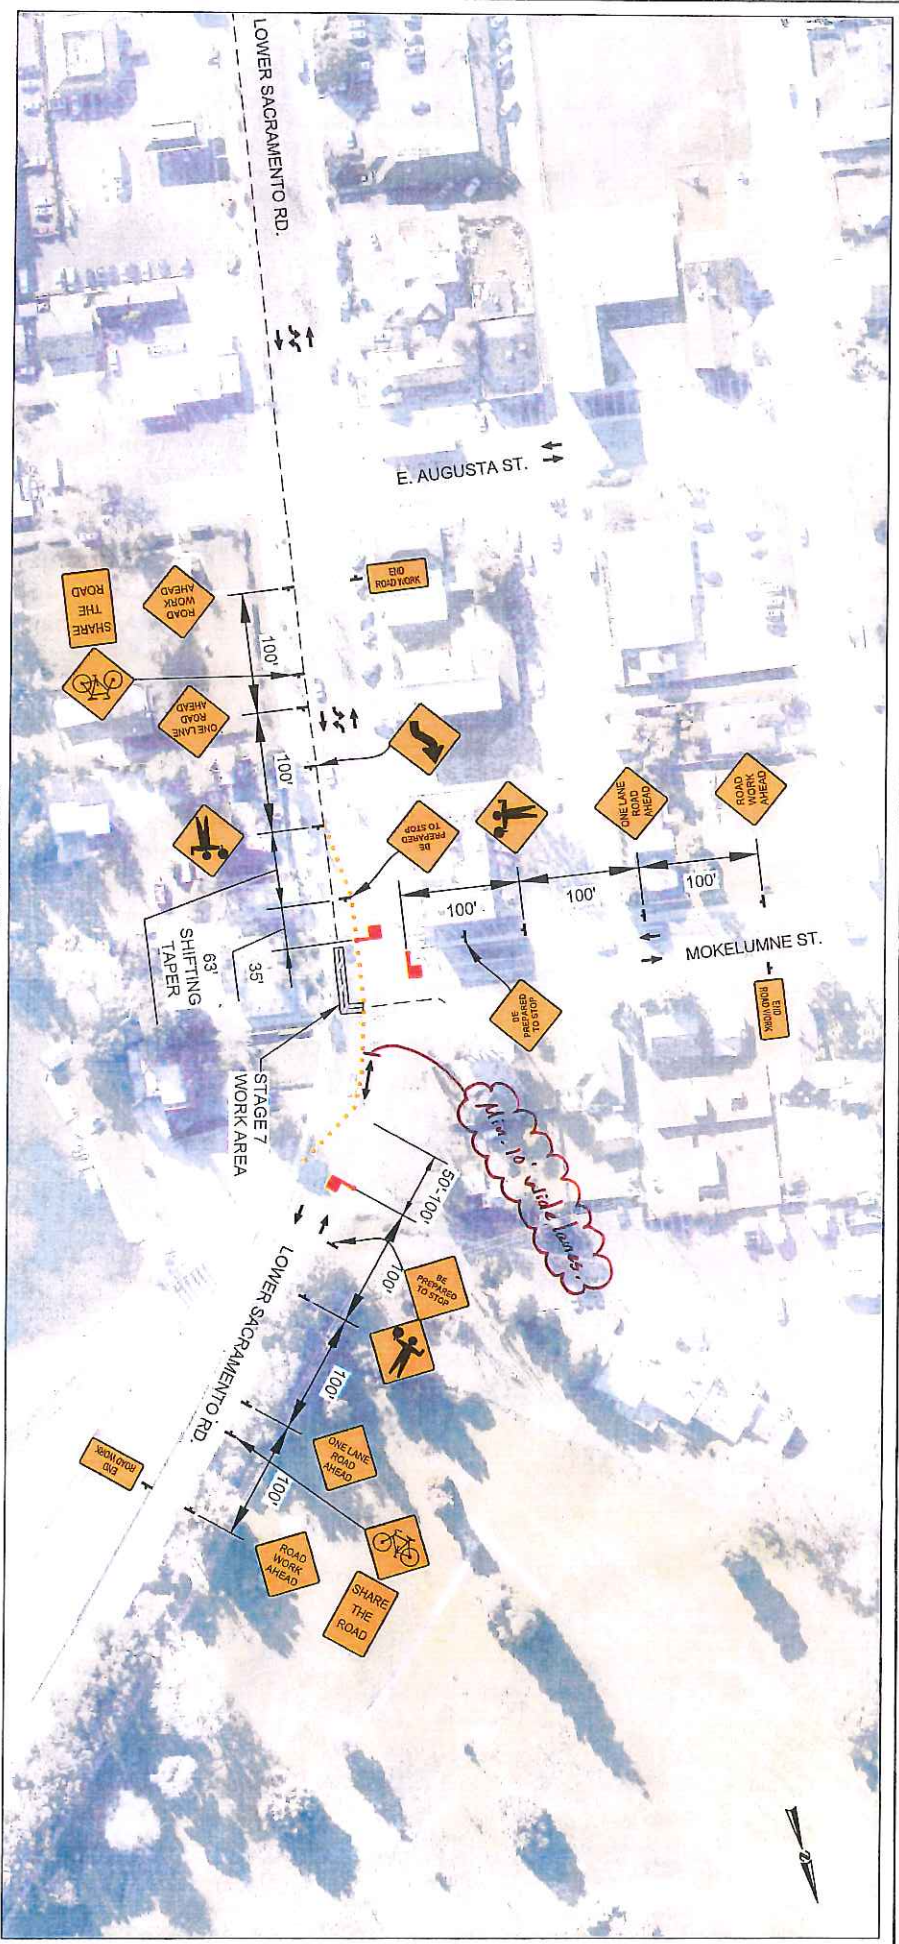 LOWER SACRAMENTO RD.
E. AUGUSTA ST.
END
ROAD WORK
ROAD
WORK
AHEAD
SHARE
THE
ROAD
100'
ONE LANE
ROAD
AHEAD
100'
BE
PREPARED
TO STOP
ONE LANE
ROAD
AHEAD
ROAD
WORK
AHEAD
100'
100'
100'
MOKELUMNE ST.
END
ROAD WORK
BE
PREPARED
TO STOP
63'
SHIFTING
TAPER
35'
STAGE 7
WORK AREA
Min. 10' wide lanes.
50-100'
100'
BE
PREPARED
TO STOP
100'
LOWER SACRAMENTO RD.
ONE LANE
ROAD
AHEAD
100'
END
ROAD WORK
ROAD
WORK
AHEAD
SHARE
THE
ROAD
N